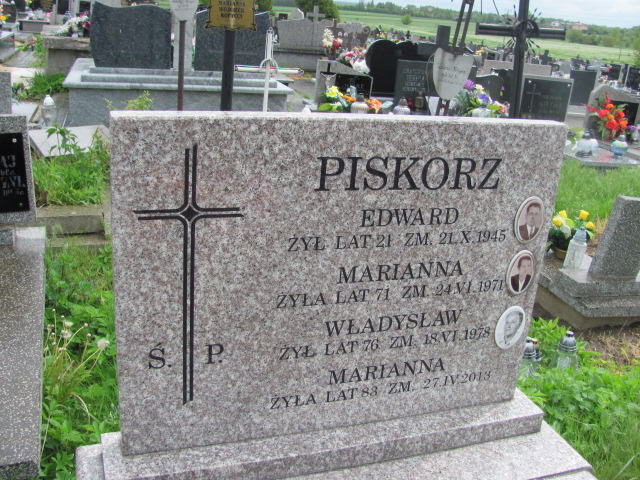 PISKORZ
EDWARD
ŻYŁ LAT 21 ZM. 21.X.1945
MARIANNA
ŻYŁA LAT 71 ZM. 24.VI.1971
WŁADYSŁAW
ŻYŁ LAT 76 ZM. 18.VI.1978
MARIANNA
ŻYŁA LAT 83 ZM. 27.IV.2013
Ś. P.